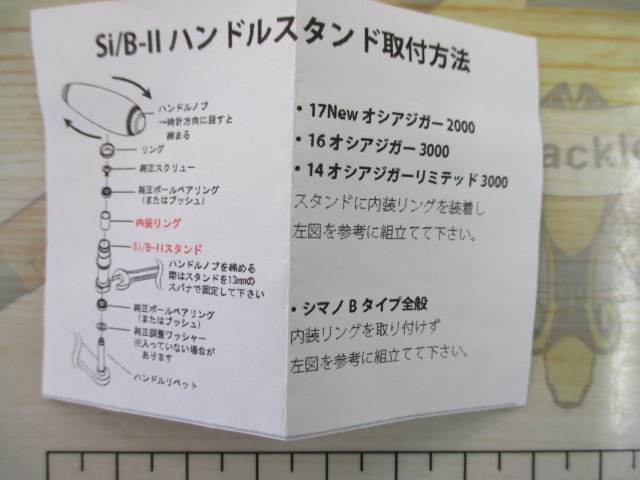 Si/B-II ハンドルスタンド取付方法
ハンドルノブ
→時計方向に回すと
締まる
リング
純正スクリュー
純正ボールベアリング
(またはブッシュ)
内装リング
Si/B-IIスタンド
ハンドルノブを締める
際はスタンドを13mmの
スパナで固定して下さい
純正ボールベアリング
(またはブッシュ)
純正調整ワッシャー
※入っていない場合が
あります
ハンドルリベット
・17New オシアジガー 2000
・16 オシアジガー 3000
・14 オシアジガーリミテッド 3000
スタンドに内装リングを装着し
左図を参考に組立てて下さい。
・シマノ B タイプ全般
内装リングを取り付けず
左図を参考に組立てて下さい。